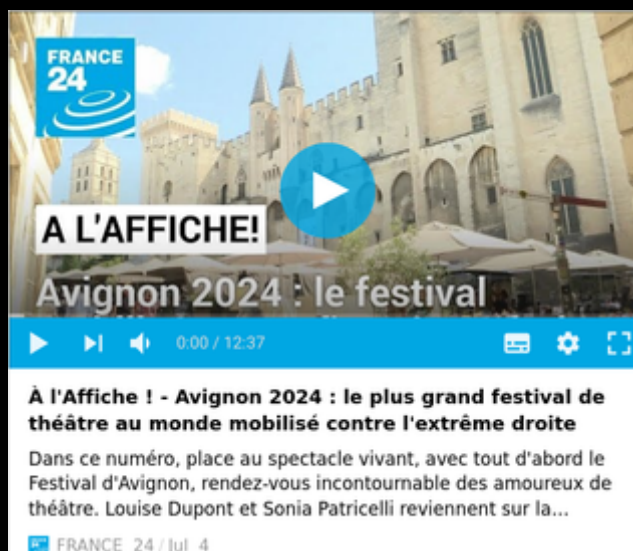 FRANCE
24
A L'AFFICHE!
Avignon 2024 : le festival
0:00 / 12:37
À l'Affiche ! - Avignon 2024 : le plus grand festival de
théâtre au monde mobilisé contre l'extrême droite
Dans ce numéro, place au spectacle vivant, avec tout d'abord le
Festival d'Avignon, rendez-vous incontournable des amoureux de
théâtre. Louise Dupont et Sonia Patricelli reviennent sur la...
FRANCE 24 / Jul 4